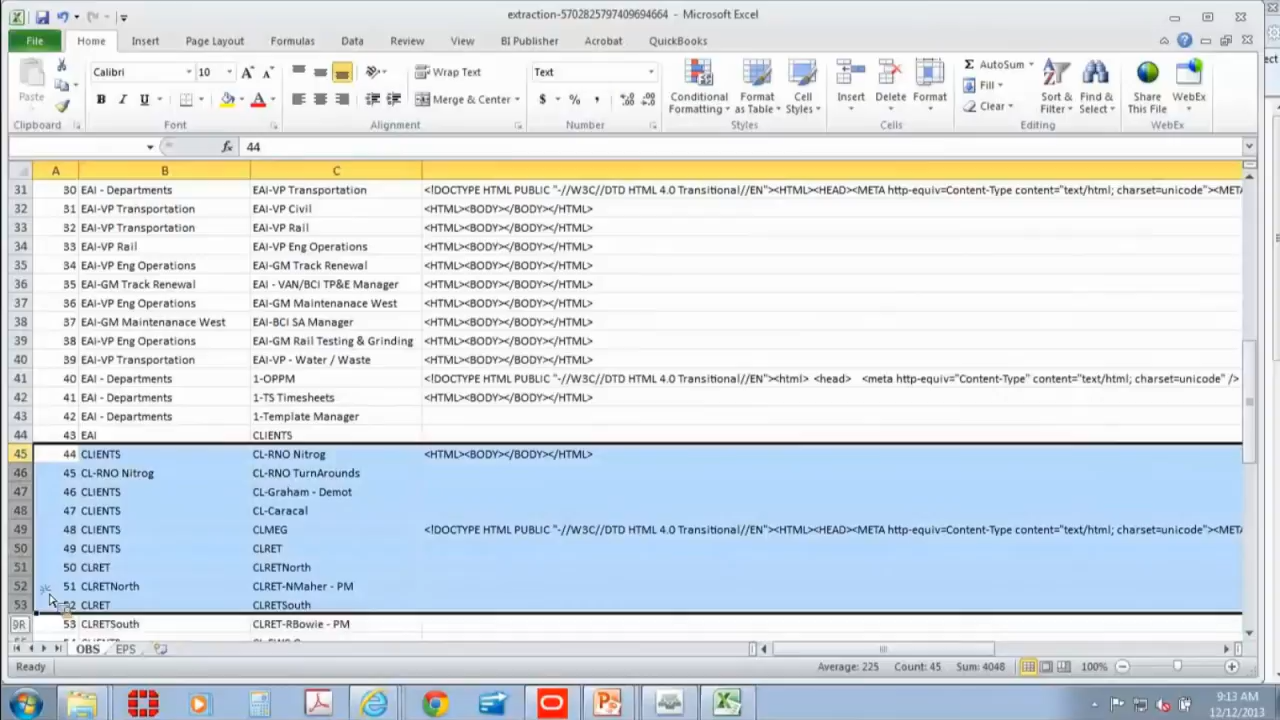 extraction-5702825797409694664 - Microsoft Excel
File Home Insert Page Layout Formulas Data Review View BI Publisher Acrobat QuickBooks
Paste Calibri 10 A A Wrap Text Text AutoSum
B I U A Merge & Center $ % , Conditional Formatting Format as Table Cell Styles Insert Delete Format Fill Clear Sort & Filter Find & Select Share This File WebEx
Clipboard Font Alignment Number Styles Cells Editing WebEx
fx 44
A B C
31 30 EAI - Departments EAI-VP Transportation <!DOCTYPE HTML PUBLIC "-//W3C//DTD HTML 4.0 Transitional//EN"><HTML><HEAD><META http-equiv=Content-Type content="text/html; charset=unicode"><META
32 31 EAI-VP Transportation EAI-VP Civil <HTML><BODY></BODY></HTML>
33 32 EAI-VP Transportation EAI-VP Rail <HTML><BODY></BODY></HTML>
34 33 EAI-VP Rail EAI-VP Eng Operations <HTML><BODY></BODY></HTML>
35 34 EAI-VP Eng Operations EAI-GM Track Renewal <HTML><BODY></BODY></HTML>
36 35 EAI-GM Track Renewal EAI - VAN/BCI TP&E Manager <HTML><BODY></BODY></HTML>
37 36 EAI-VP Eng Operations EAI-GM Maintenanace West <HTML><BODY></BODY></HTML>
38 37 EAI-GM Maintenanace West EAI-BCI SA Manager <HTML><BODY></BODY></HTML>
39 38 EAI-VP Eng Operations EAI-GM Rail Testing & Grinding <HTML><BODY></BODY></HTML>
40 39 EAI-VP Transportation EAI-VP - Water / Waste <HTML><BODY></BODY></HTML>
41 40 EAI - Departments 1-OPPM <!DOCTYPE HTML PUBLIC "-//W3C//DTD HTML 4.0 Transitional//EN"><html> <head> <meta http-equiv="Content-Type" content="text/html; charset=unicode" />
42 41 EAI - Departments 1-TS Timesheets <HTML><BODY></BODY></HTML>
43 42 EAI - Departments 1-Template Manager
44 43 EAI CLIENTS
45 44 CLIENTS CL-RNO Nitrog <HTML><BODY></BODY></HTML>
46 45 CL-RNO Nitrog CL-RNO TurnArounds
47 46 CLIENTS CL-Graham - Demot
48 47 CLIENTS CL-Caracal
49 48 CLIENTS CLMEG <!DOCTYPE HTML PUBLIC "-//W3C//DTD HTML 4.0 Transitional//EN"><HTML><HEAD><META http-equiv=Content-Type content="text/html; charset=unicode"><META
50 49 CLIENTS CLRET
51 50 CLRET CLRETNorth
52 51 CLRETNorth CLRET-NMaher - PM
53 52 CLRET CLRETSouth
9R 53 CLRETSouth CLRET-RBowie - PM
OBS EPS
Ready Average: 225 Count: 45 Sum: 4048 100%
9:13 AM
12/12/2013